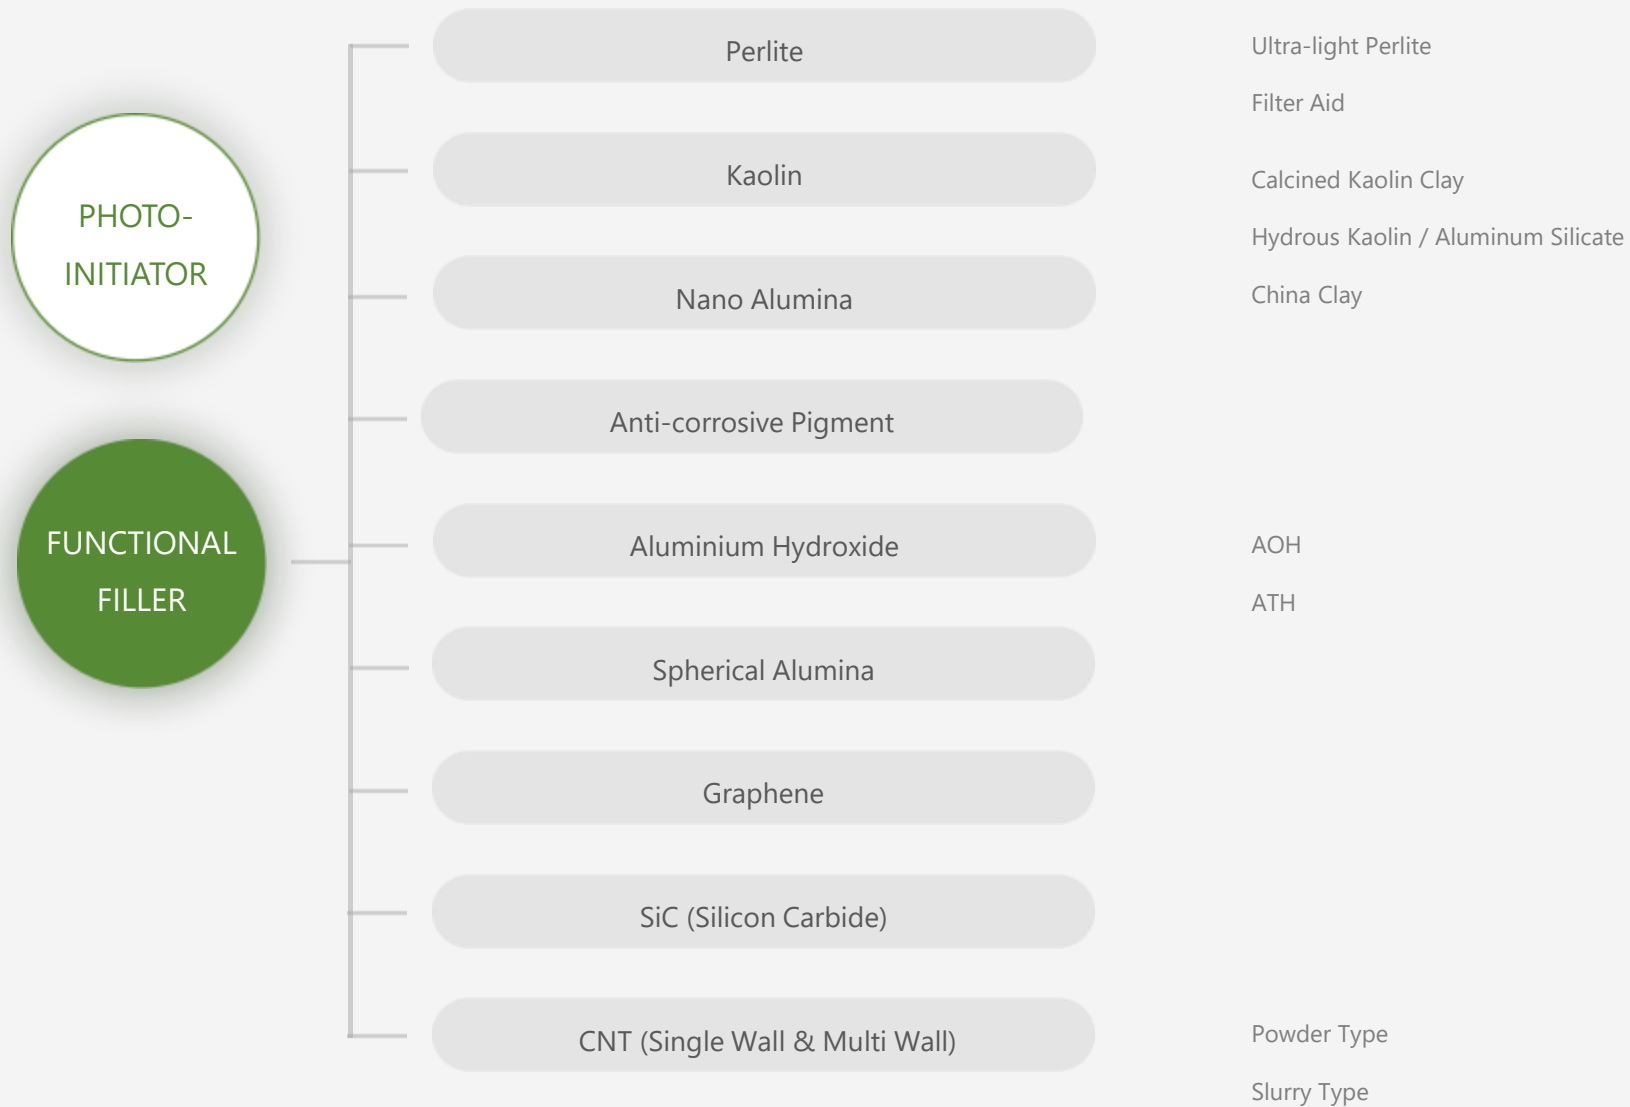 PHOTO-
INITIATOR
FUNCTIONAL
FILLER
Perlite
Ultra-light Perlite
Filter Aid
Kaolin
Calcined Kaolin Clay
Hydrous Kaolin / Aluminum Silicate
China Clay
Nano Alumina
Anti-corrosive Pigment
Aluminium Hydroxide
AOH
ATH
Spherical Alumina
Graphene
SiC (Silicon Carbide)
CNT (Single Wall & Multi Wall)
Powder Type
Slurry Type